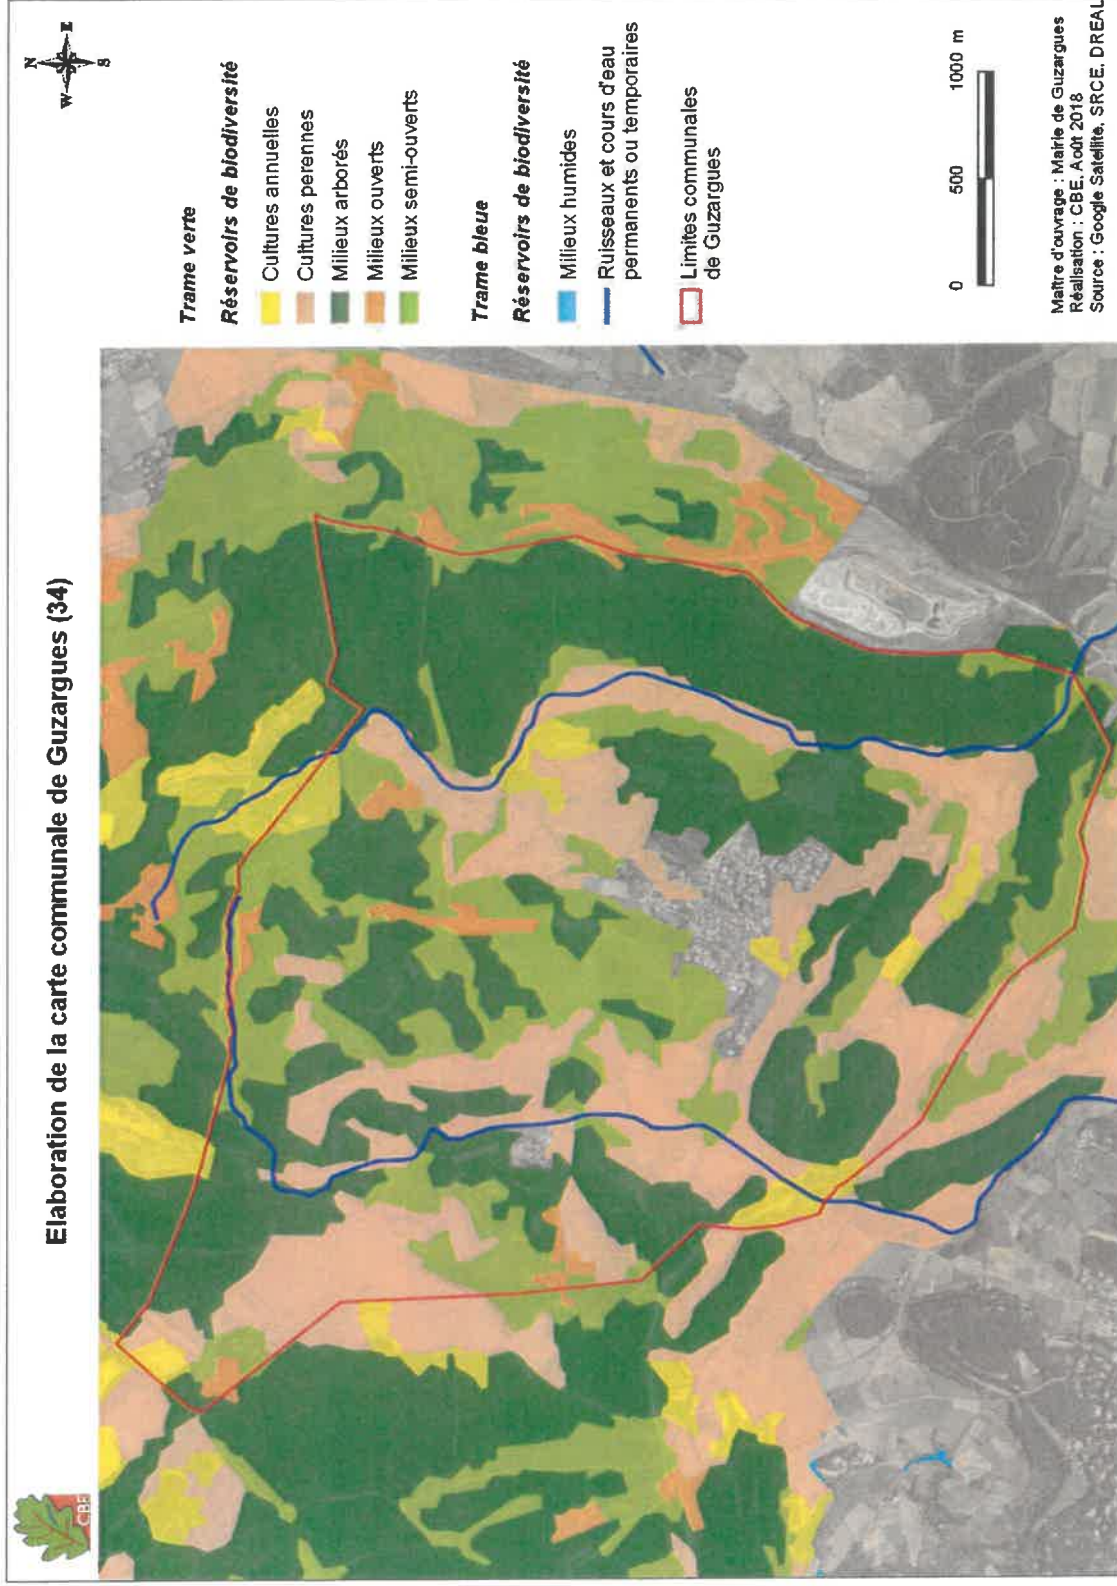 Elaboration de la carte communale de Guzargues (34)
CBE
N
W
E
S
Trame verte
Réservoirs de biodiversité
Cultures annuelles
Cultures perennes
Milieux arborés
Milieux ouverts
Milieux semi-ouverts
Trame bleue
Réservoirs de biodiversité
Milieux humides
Ruisseaux et cours d'eau
permanents ou temporaires
Limites communales
de Guzargues
0 500 1000 m
Maître d'ouvrage : Mairie de Guzargues
Réalisation : CBE, Août 2018
Source : Google Satellite, SRCE, DREAL